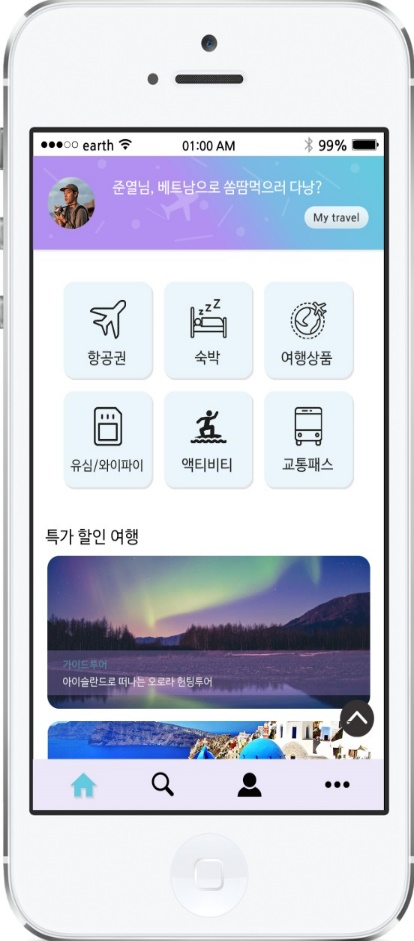 earth
01:00 AM
99%
준열님, 베트남으로 쏨땀먹으러 다낭?
My travel
z z Z
항공권
숙박
여행상품
유심/와이파이
액티비티
교통패스
특가 할인 여행
가이드투어
아이슬란드로 떠나는 오로라 헌팅투어